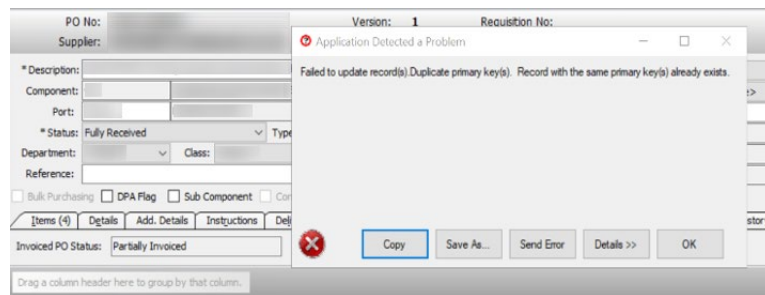 PO No: Version: 1 Requisition No:
Supplier:
Application Detected a Problem
Failed to update record(s).Duplicate primary key(s). Record with the same primary key(s) already exists.
* Description:
Component:
Port:
* Status: Fully Received Type
Department: Class:
Reference:
Bulk Purchasing DPA Flag Sub Component
Items (4) Details Add. Details Instructions
Invoiced PO Status: Partially Invoiced
Copy Save As... Send Error Details >> OK
Drag a column header here to group by that column.